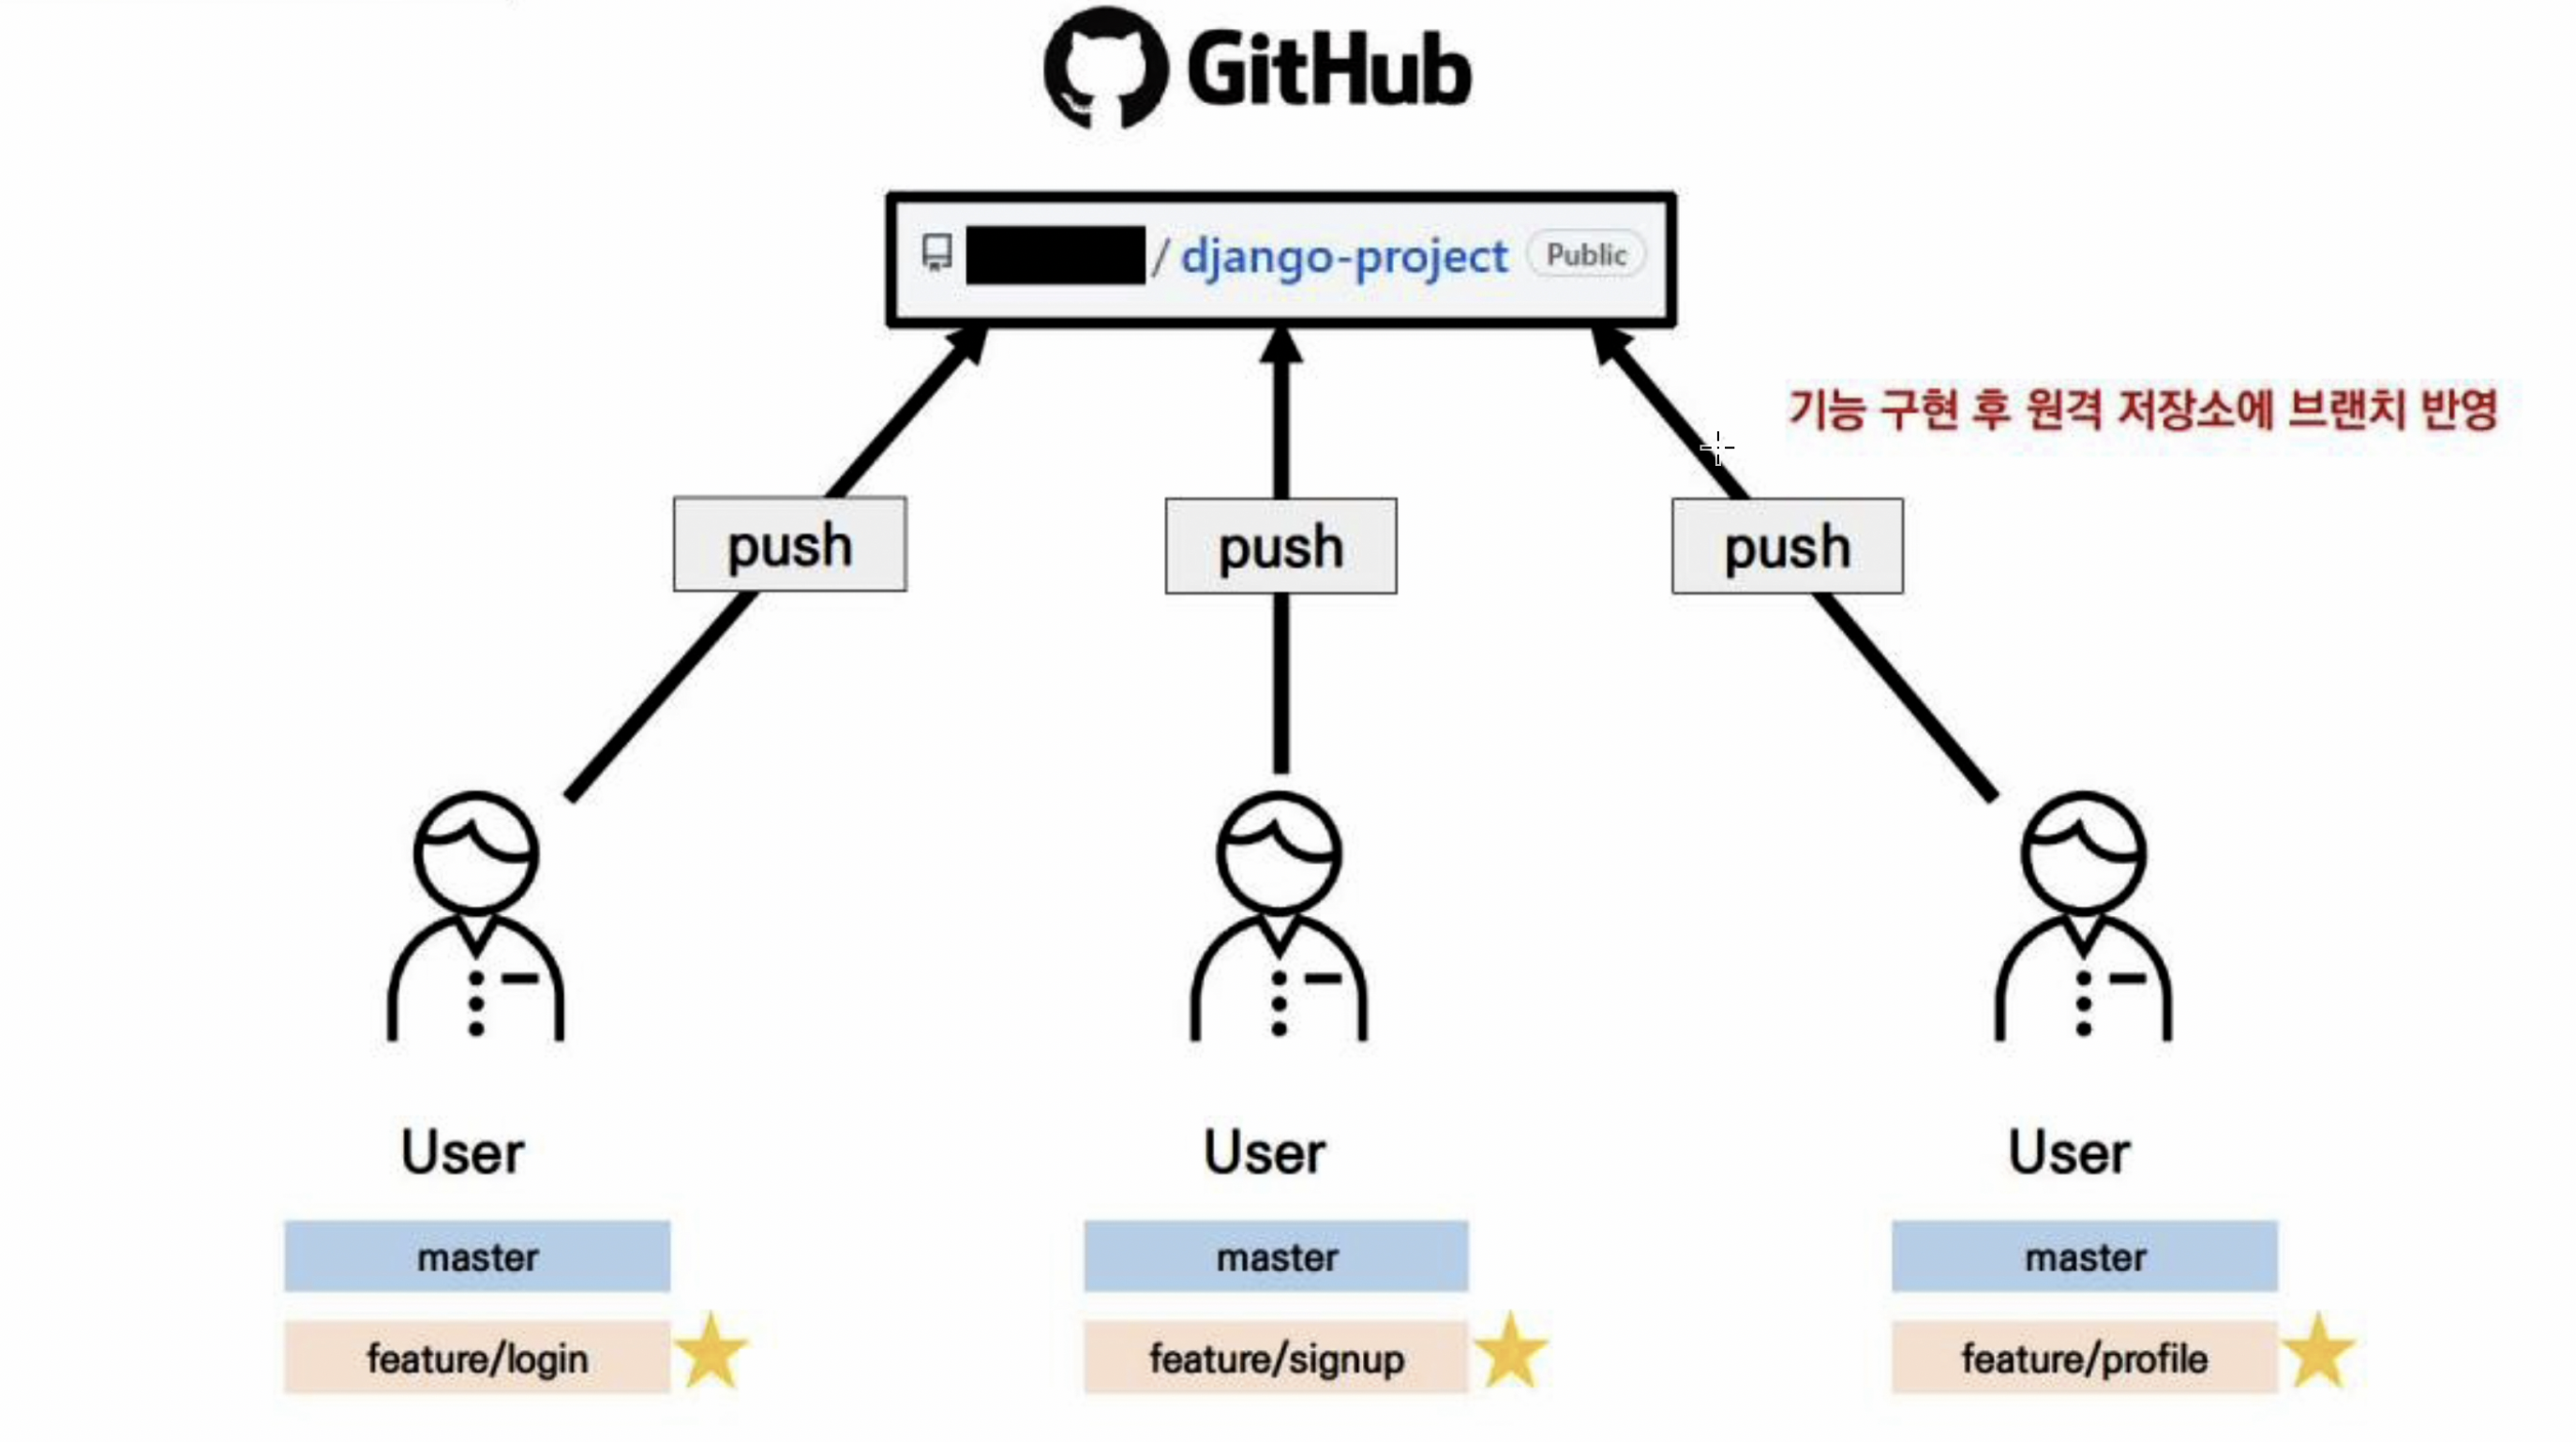 GitHub
/ django-project Public
기능 구현 후 원격 저장소에 브랜치 반영
push push push
User User User
master master master
feature/login feature/signup feature/profile